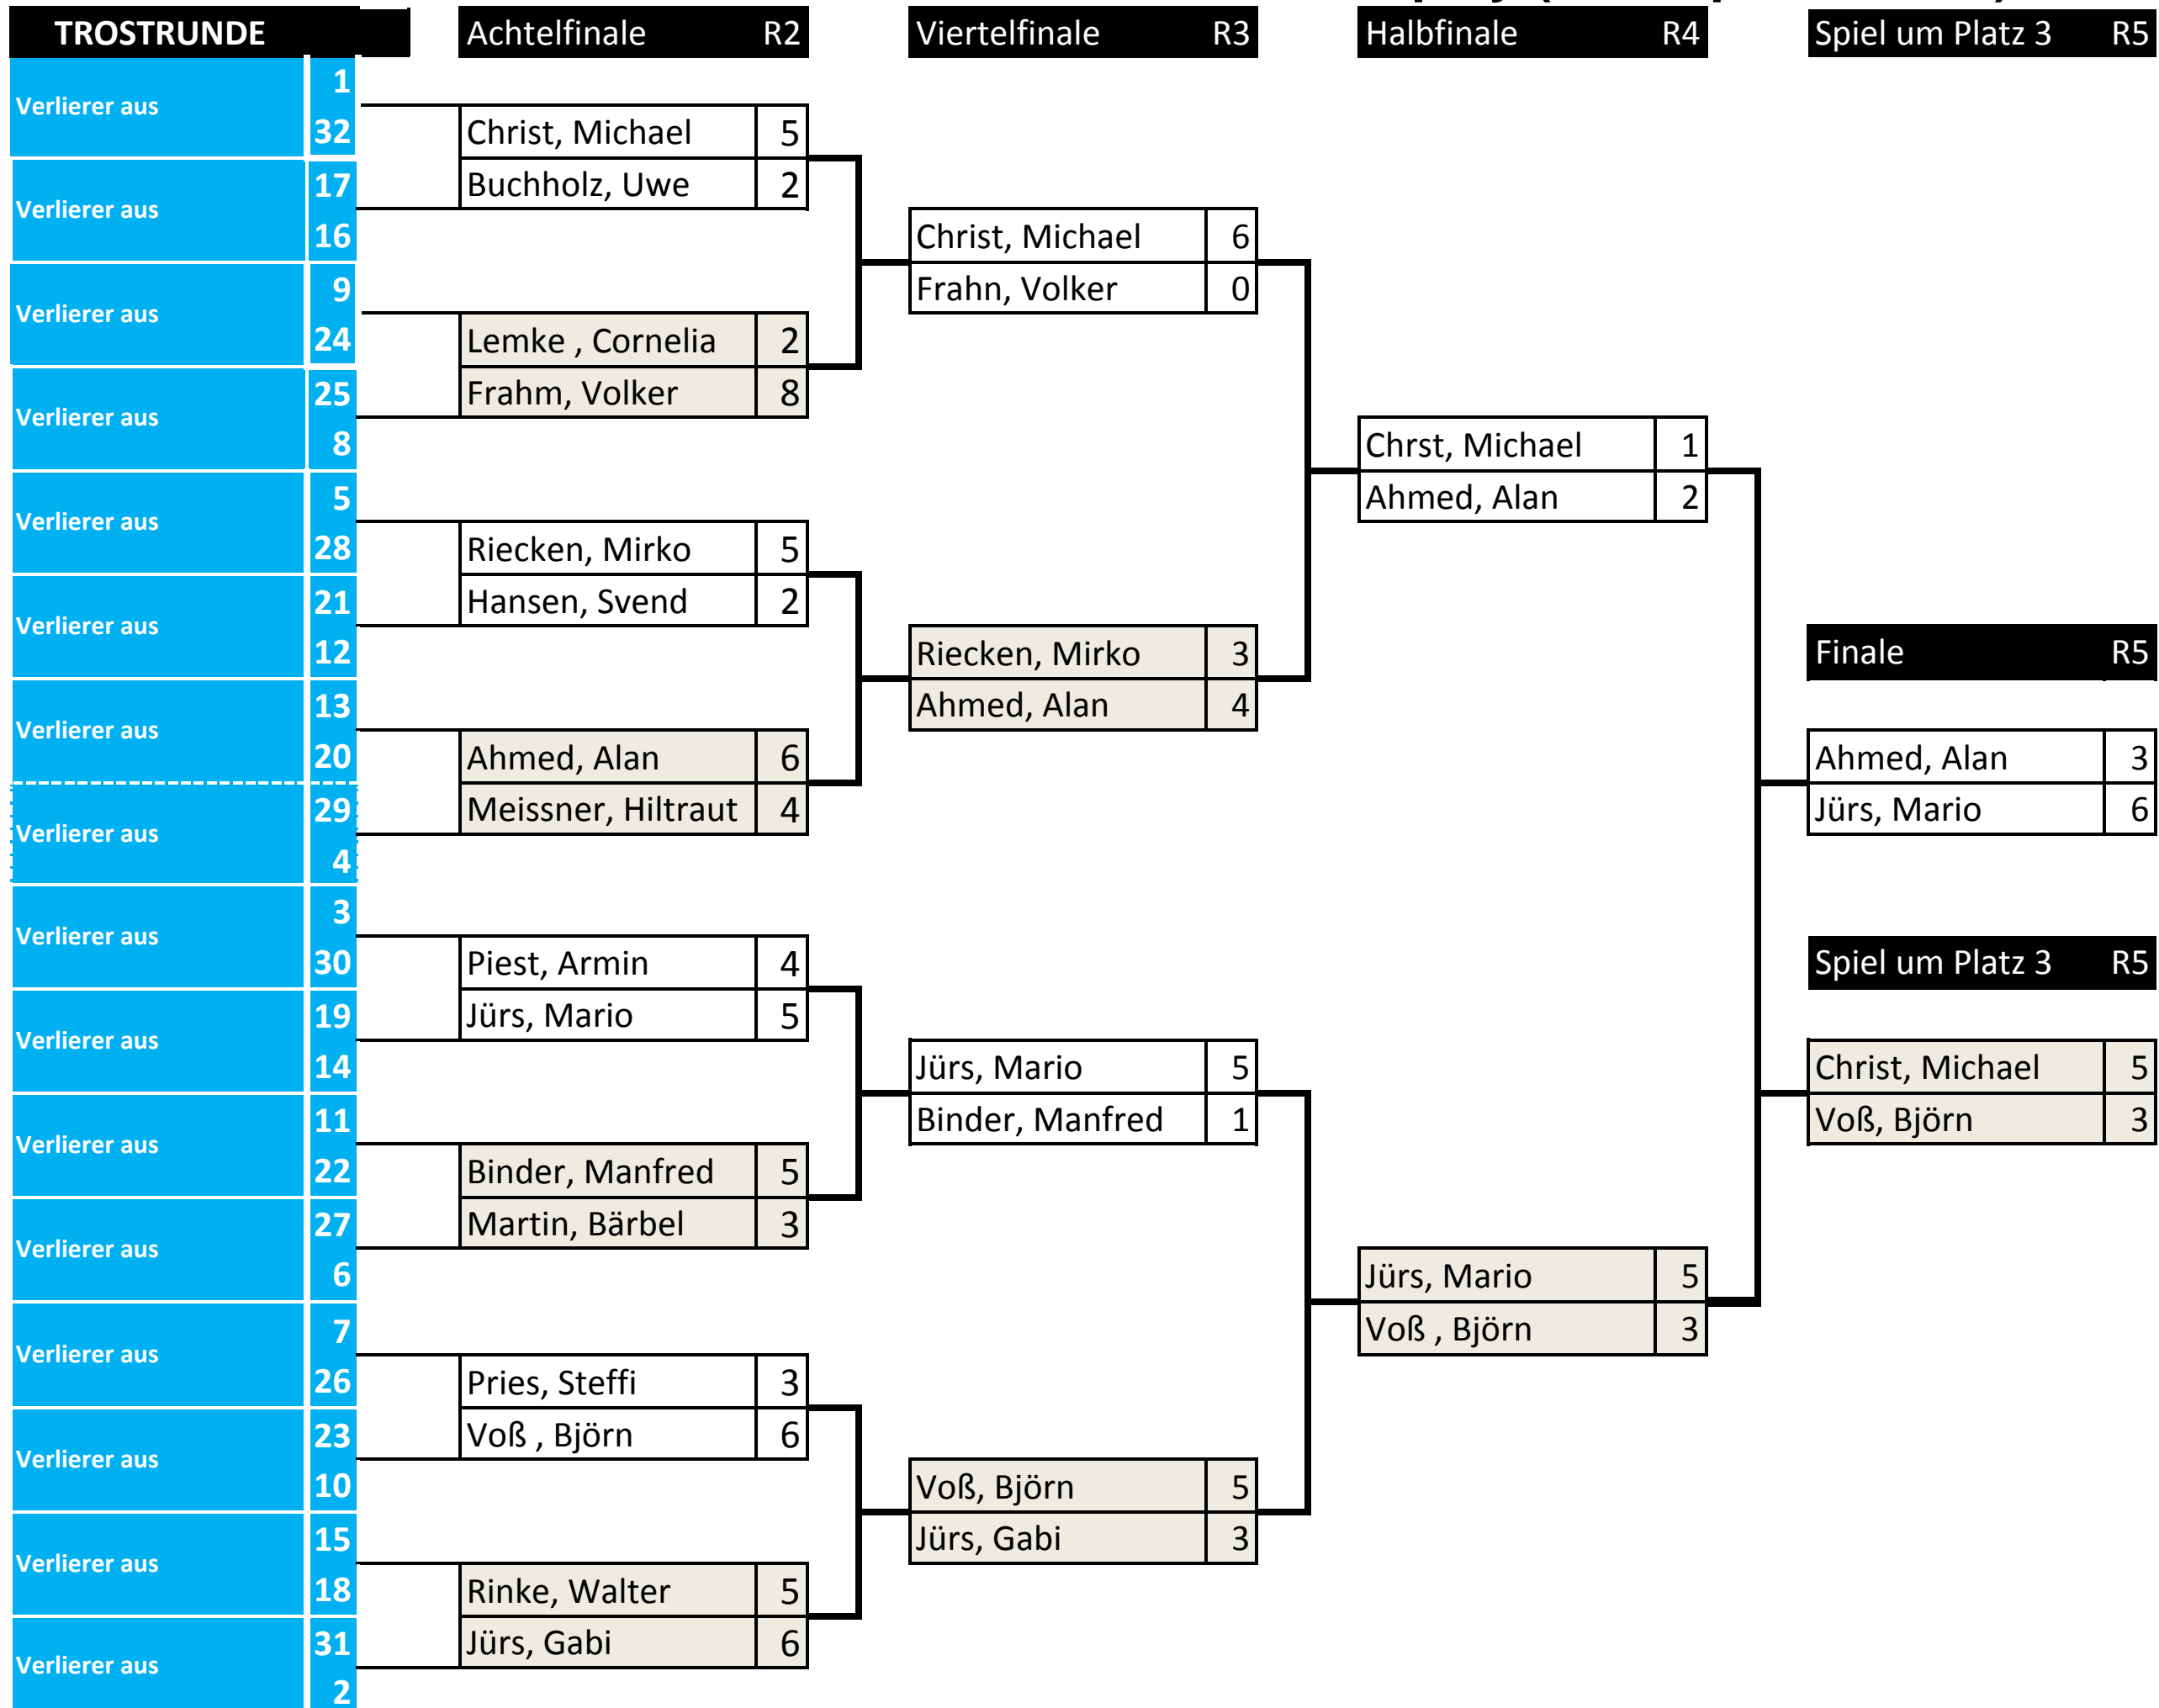 TROSTRUNDE
Achtelfinale R2
Viertelfinale R3
Halbfinale R4
Spiel um Platz 3 R5
Verlierer aus 1 32
Verlierer aus 17 16
Verlierer aus 9 24
Verlierer aus 25 8
Verlierer aus 5 28
Verlierer aus 21 12
Verlierer aus 13 20
Verlierer aus 29 4
Verlierer aus 3 30
Verlierer aus 19 14
Verlierer aus 11 22
Verlierer aus 27 6
Verlierer aus 7 26
Verlierer aus 23 10
Verlierer aus 15 18
Verlierer aus 31 2
Christ, Michael 5
Buchholz, Uwe 2
Lemke , Cornelia 2
Frahm, Volker 8
Riecken, Mirko 5
Hansen, Svend 2
Ahmed, Alan 6
Meissner, Hiltraut 4
Piest, Armin 4
Jürs, Mario 5
Binder, Manfred 5
Martin, Bärbel 3
Pries, Steffi 3
Voß , Björn 6
Rinke, Walter 5
Jürs, Gabi 6
Christ, Michael 6
Frahn, Volker 0
Riecken, Mirko 3
Ahmed, Alan 4
Jürs, Mario 5
Binder, Manfred 1
Voß, Björn 5
Jürs, Gabi 3
Chrst, Michael 1
Ahmed, Alan 2
Jürs, Mario 5
Voß , Björn 3
Finale R5
Ahmed, Alan 3
Jürs, Mario 6
Spiel um Platz 3 R5
Christ, Michael 5
Voß, Björn 3